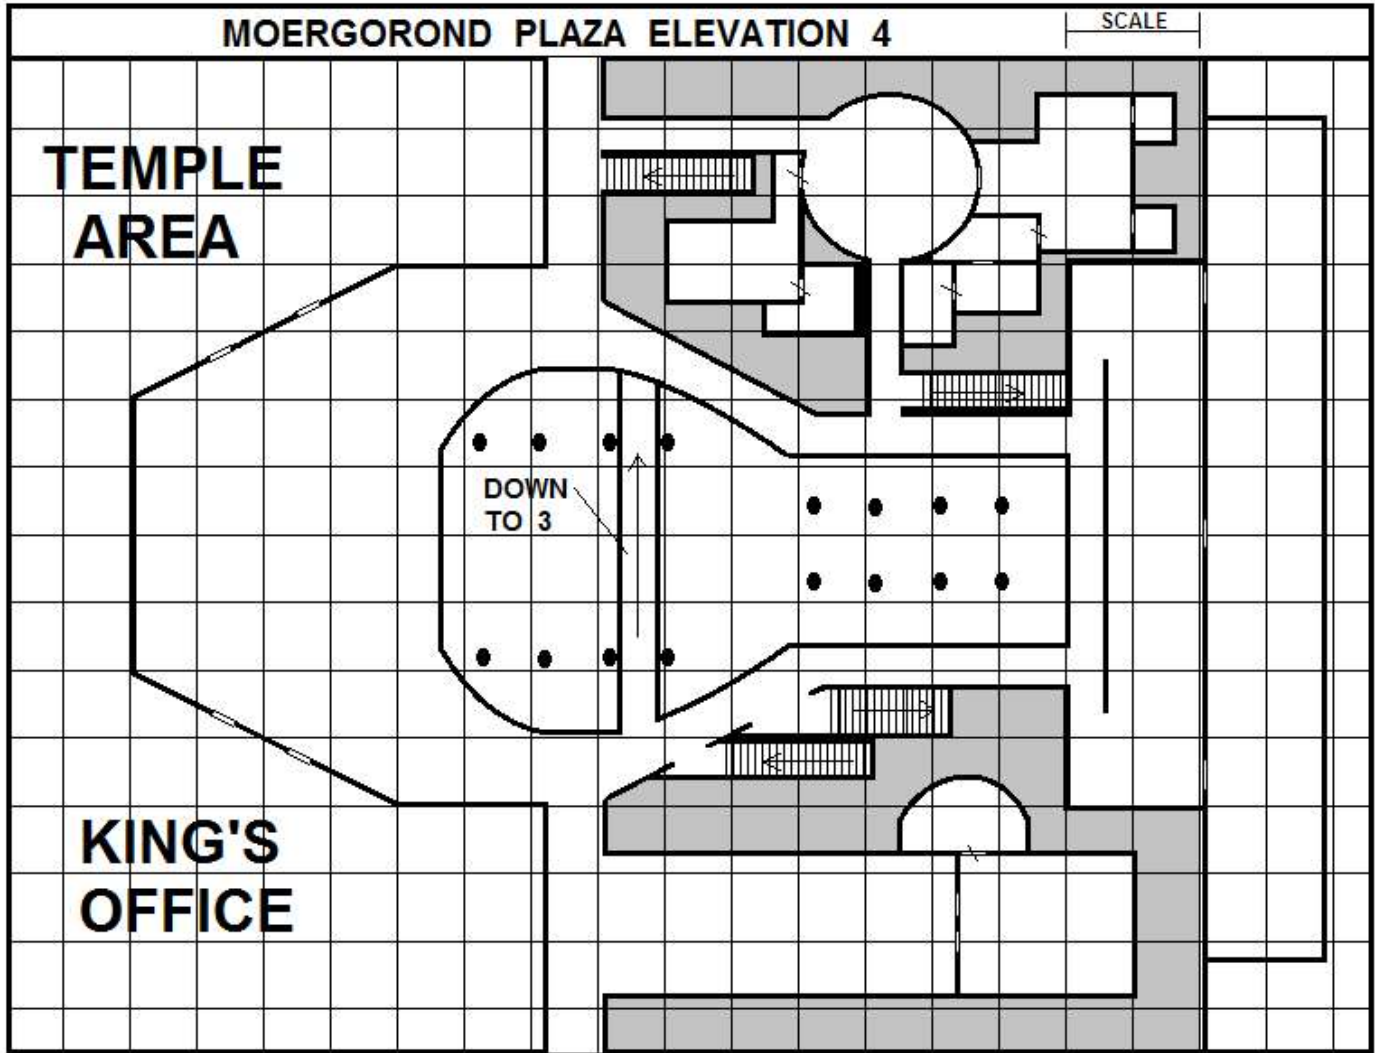 MOERGOROND PLAZA ELEVATION 4
SCALE
TEMPLE
AREA
DOWN
TO 3
KING'S
OFFICE